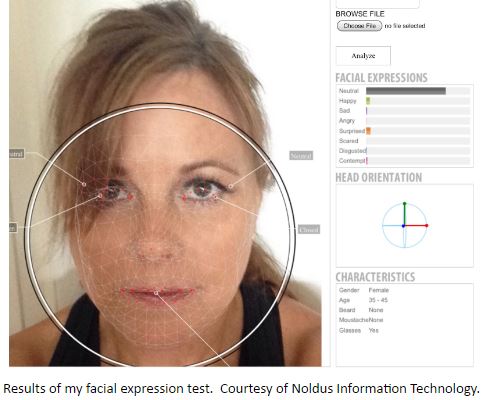 BROWSE FILE
Choose File no file selected
Analyze
FACIAL EXPRESSIONS
Neutral
Happy
Sad
Angry
Surprised
Scared
Disgusted
Contempt
Neutral
Closed
HEAD ORIENTATION
CHARACTERISTICS
Gender Female
Age 35 - 45
Beard None
Moustache None
Glasses Yes
Results of my facial expression test. Courtesy of Noldus Information Technology.